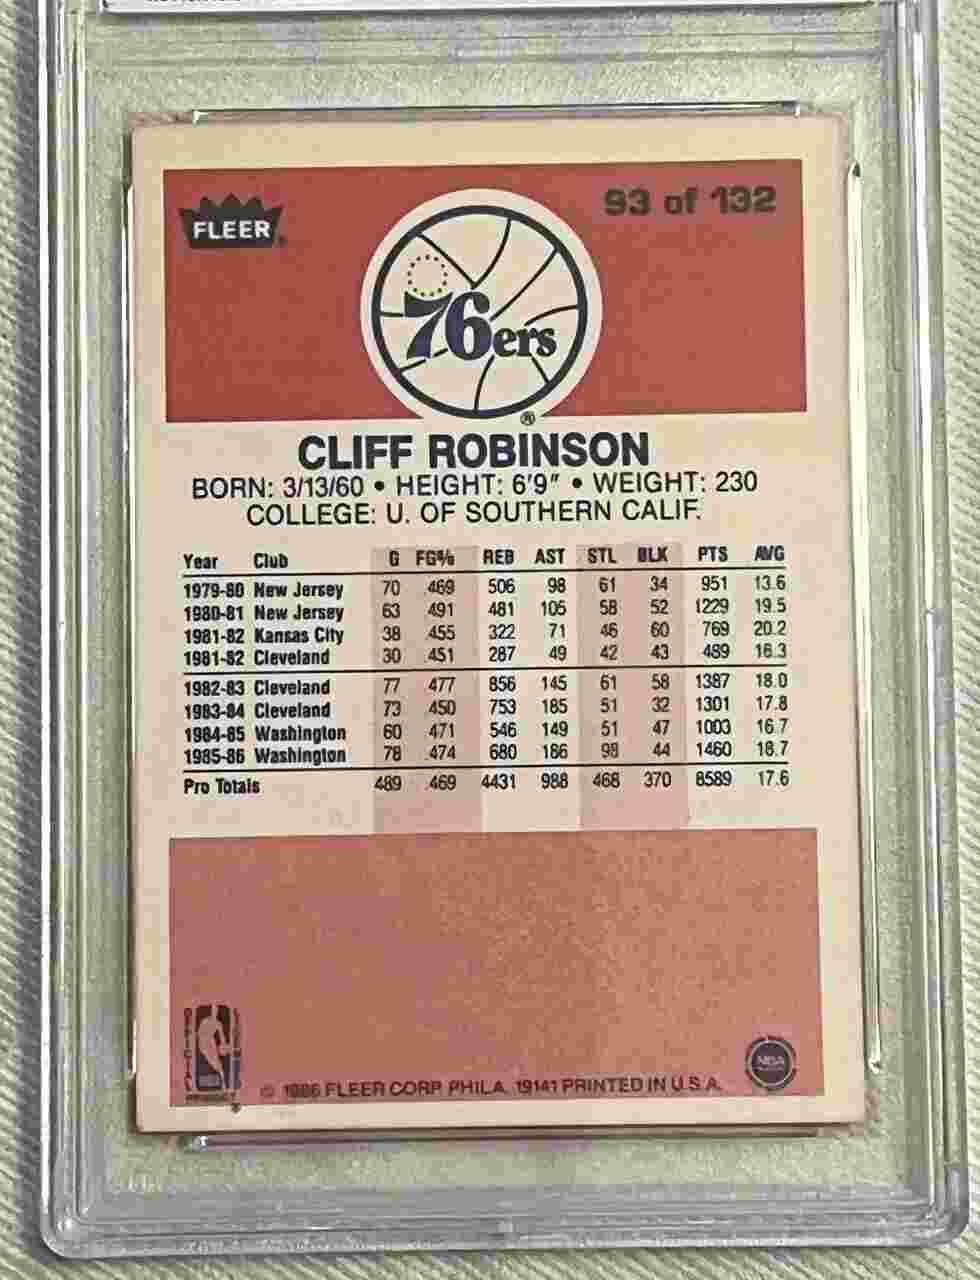 93 of 132
FLEER
76ers
CLIFF ROBINSON
BORN: 3/13/60 • HEIGHT: 6'9" • WEIGHT: 230
COLLEGE: U. OF SOUTHERN CALIF.
Year Club G FG% REB AST STL BLK PTS AVG
1979-80 New Jersey 70 .469 506 98 61 34 951 13.6
1980-81 New Jersey 63 .491 481 105 58 52 1229 19.5
1981-82 Kansas City 38 .455 322 71 46 60 769 20.2
1981-82 Cleveland 30 .451 287 49 42 43 489 16.3
1982-83 Cleveland 77 .477 856 145 61 58 1387 18.0
1983-84 Cleveland 73 .450 753 185 51 32 1301 17.8
1984-85 Washington 60 .471 546 149 51 47 1003 16.7
1985-86 Washington 78 .474 680 186 98 44 1460 18.7
Pro Totals 489 .469 4431 988 468 370 8589 17.6
OFFICIAL
PRODUCT
NBA
© 1986 FLEER CORP. PHILA. 19141 PRINTED IN U.S.A.